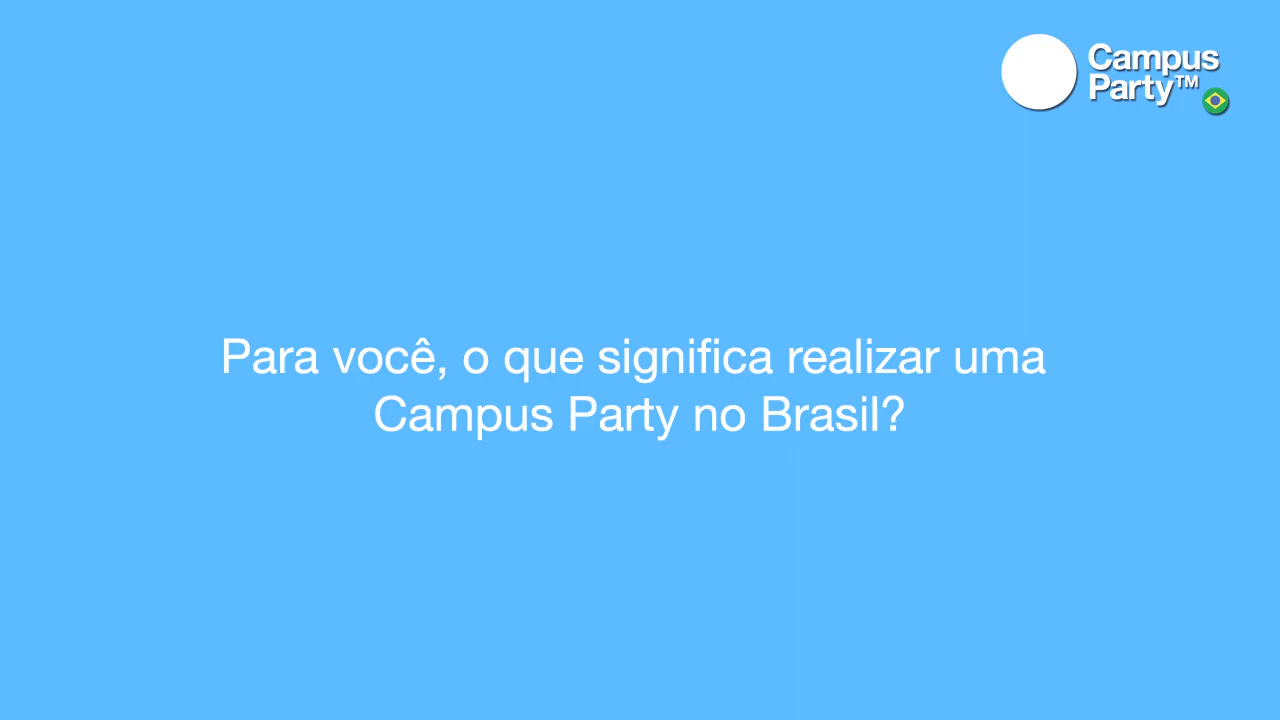 Campus
Party™
Para você, o que significa realizar uma
Campus Party no Brasil?